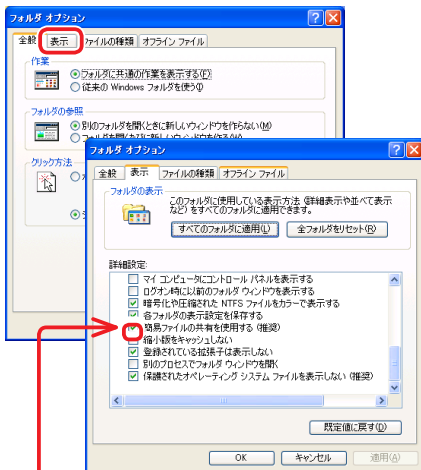 フォルダ オプション
全般 表示 ファイルの種類 オフライン ファイル
作業
フォルダに共通の作業を表示する(F)
従来の Windows フォルダを使う
フォルダの参照
別のフォルダを開くときに新しいウィンドウを作らない(M)
クリック方法
フォルダ オプション
全般 表示 ファイルの種類 オフライン ファイル
フォルダの表示
このフォルダに使用している表示方法 (詳細表示や並べて表示
など) をすべてのフォルダに適用できます。
すべてのフォルダに適用(L) 全フォルダをリセット(R)
詳細設定:
マイ コンピュータにコントロール パネルを表示する
ログオン時に以前のフォルダ ウィンドウを表示する
暗号化や圧縮された NTFS ファイルをカラーで表示する
各フォルダの表示設定を保存する
簡易ファイルの共有を使用する (推奨)
縮小版をキャッシュしない
登録されている拡張子は表示しない
別のプロセスでフォルダ ウィンドウを開く
保護されたオペレーティング システム ファイルを表示しない (推奨)
既定値に戻す(D)
OK キャンセル 適用(A)